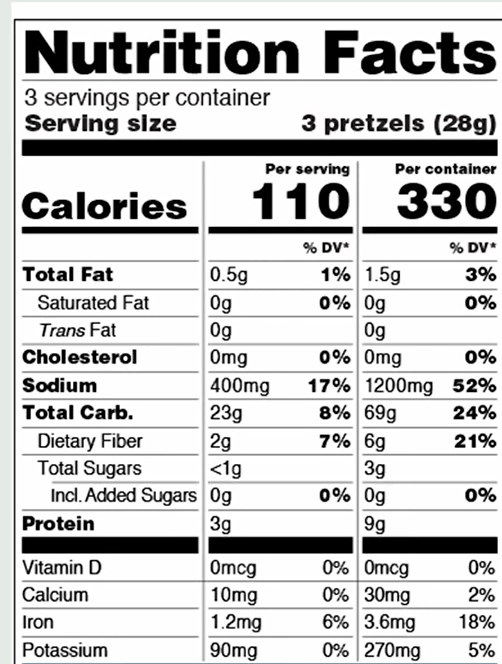 Nutrition Facts
3 servings per container
Serving size 3 pretzels (28g)
Per serving Per container
Calories 110 330
% DV* % DV*
Total Fat 0.5g 1% 1.5g 3%
Saturated Fat 0g 0% 0g 0%
Trans Fat 0g 0g
Cholesterol 0mg 0% 0mg 0%
Sodium 400mg 17% 1200mg 52%
Total Carb. 23g 8% 69g 24%
Dietary Fiber 2g 7% 6g 21%
Total Sugars <1g 3g
Incl. Added Sugars 0g 0% 0g 0%
Protein 3g 9g
Vitamin D 0mcg 0% 0mcg 0%
Calcium 10mg 0% 30mg 2%
Iron 1.2mg 6% 3.6mg 18%
Potassium 90mg 0% 270mg 5%